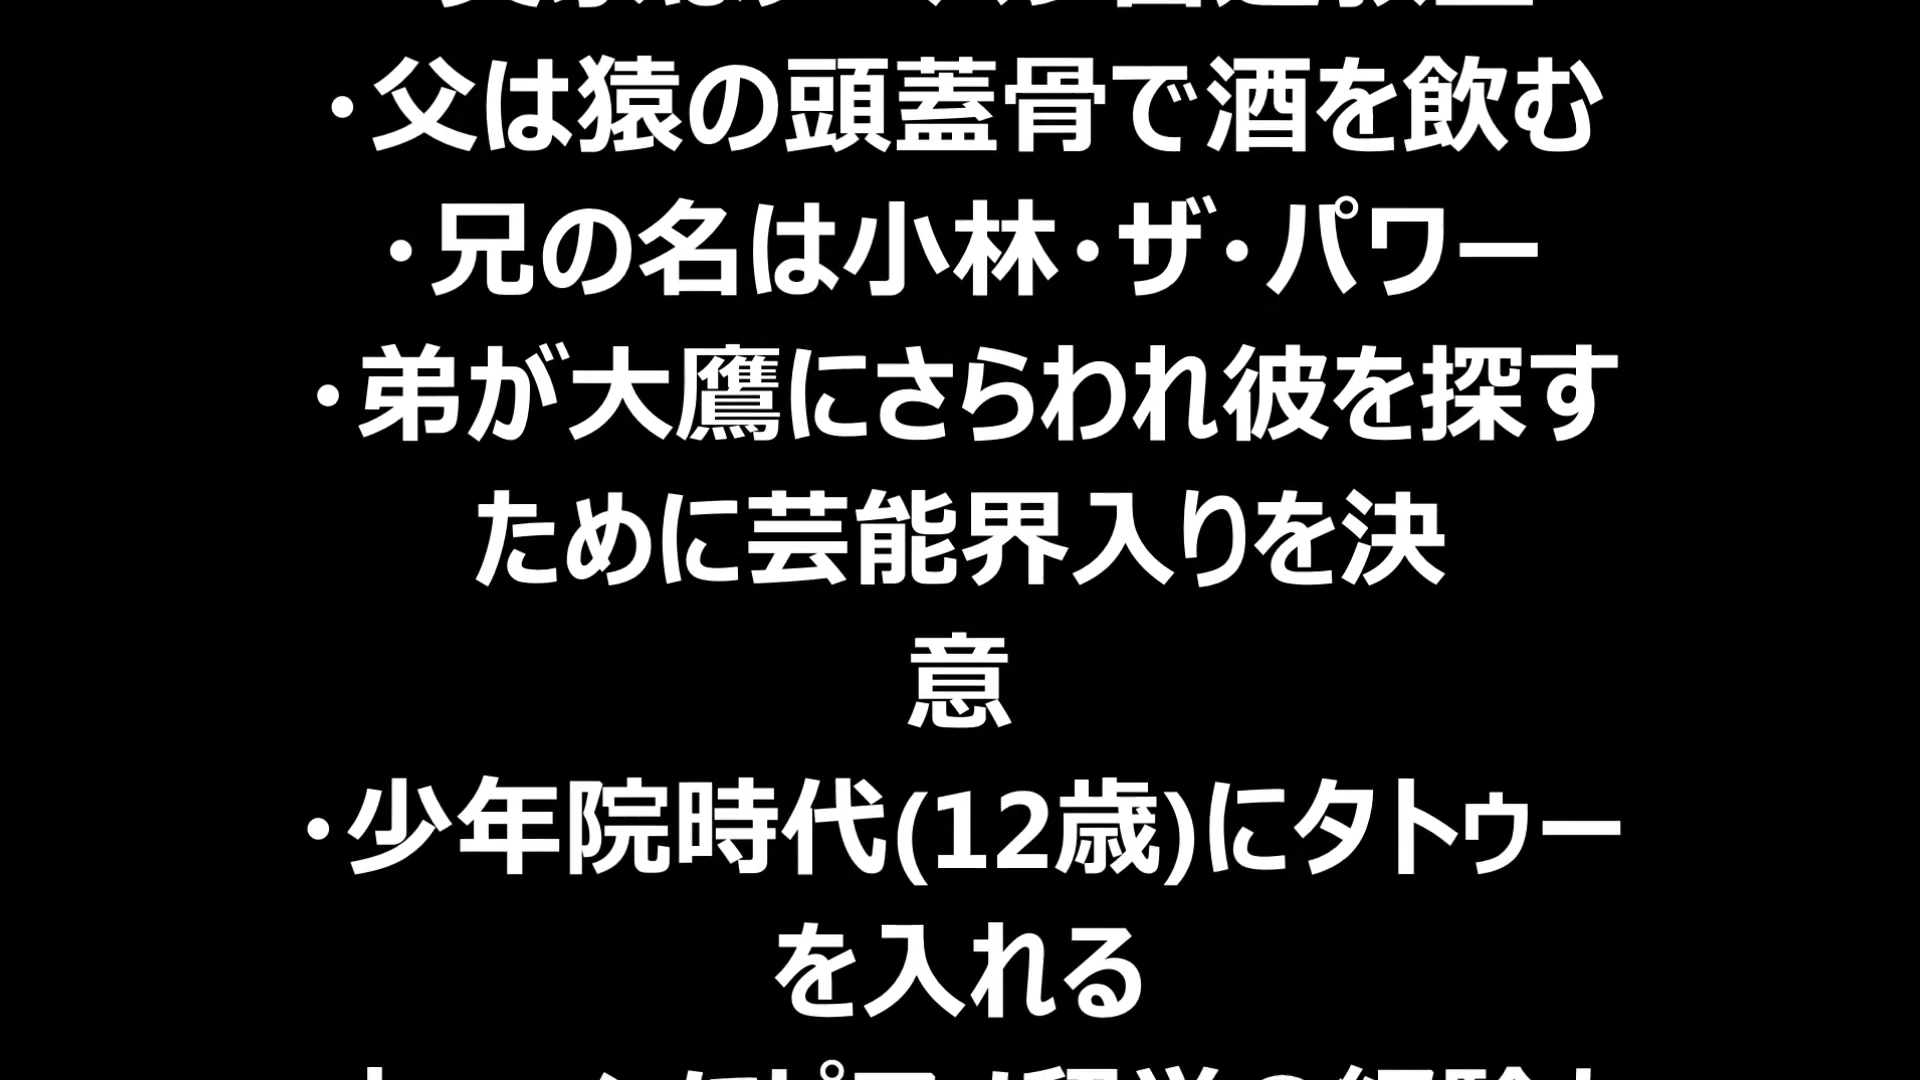 ・父は猿の頭蓋骨で酒を飲む
・兄の名は小林・ザ・パワー
・弟が大鷹にさらわれ彼を探す
ために芸能界入りを決
意
・少年院時代(12歳)にタトゥー
を入れる